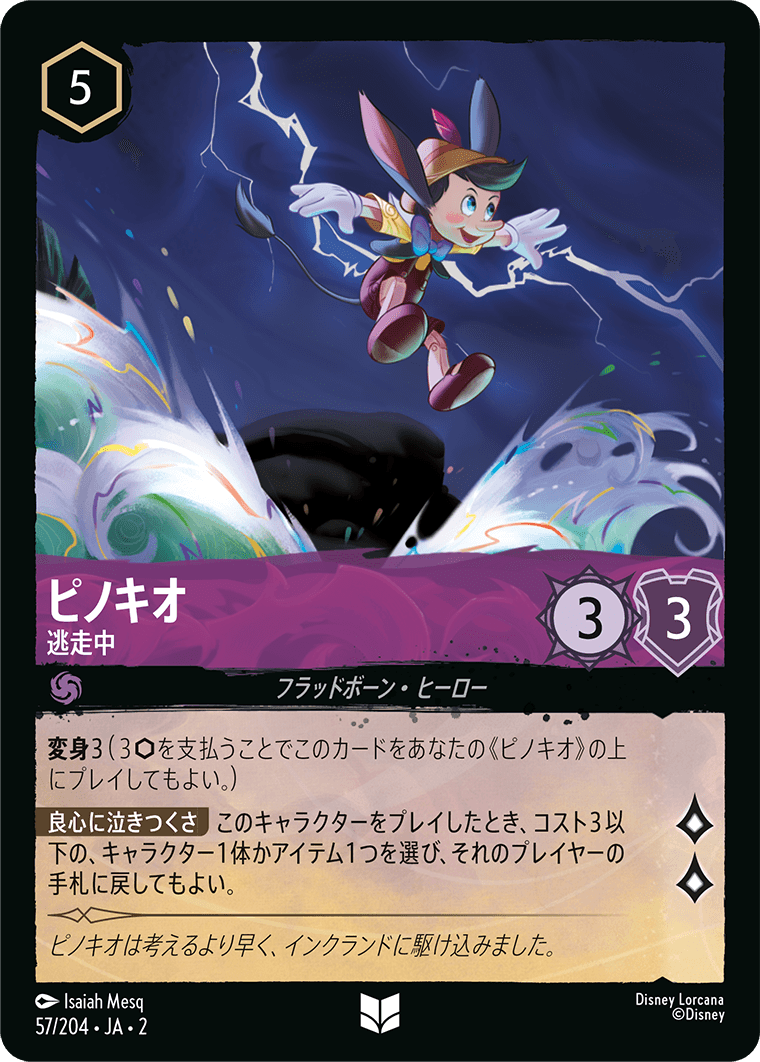 5
ピノキオ
逃走中
3
3
フラッドボーン・ヒーロー
変身3(3⬡を支払うことでこのカードをあなたの《ピノキオ》の上
にプレイしてもよい。)
良心に泣きつくさ このキャラクターをプレイしたとき、コスト3以
下の、キャラクター1体かアイテム1つを選び、それのプレイヤーの
手札に戻してもよい。
ピノキオは考えるより早く、インクランドに駆け込みました。
Isaiah Mesq
57/204・JA・2
Disney Lorcana
©Disney